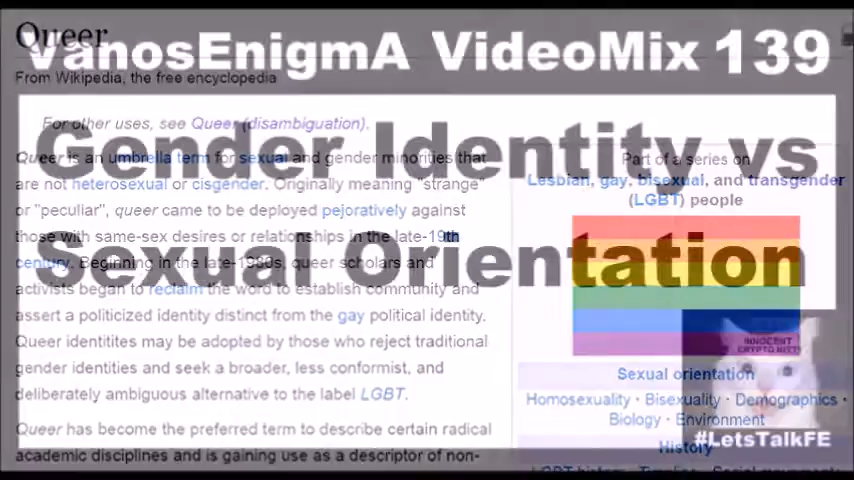 Queer
VanosEnigmA VideoMix 139
From Wikipedia, the free encyclopedia
Gender Identity vs
Sexual Orientation
For other uses, see Queer (disambiguation).
Queer is an umbrella term for sexual and gender minorities that
are not heterosexual or cisgender. Originally meaning "strange"
or "peculiar", queer came to be deployed pejoratively against
those with same-sex desires or relationships in the late-19th
century. Beginning in the late-1980s, queer scholars and
activists began to reclaim the word to establish community and
assert a politicized identity distinct from the gay political identity.
Queer identitites may be adopted by those who reject traditional
gender identities and seek a broader, less conformist, and
deliberately ambiguous alternative to the label LGBT.
Queer has become the preferred term to describe certain radical
academic disciplines and is gaining use as a descriptor of non-
Part of a series on
Lesbian, gay, bisexual, and transgender
(LGBT) people
INNOCENT
CRYPTO KITTY
Sexual orientation
Homosexuality · Bisexuality · Demographics ·
Biology · Environment
#LetsTalkFE
History
LGBT history · Timeline · Social movements